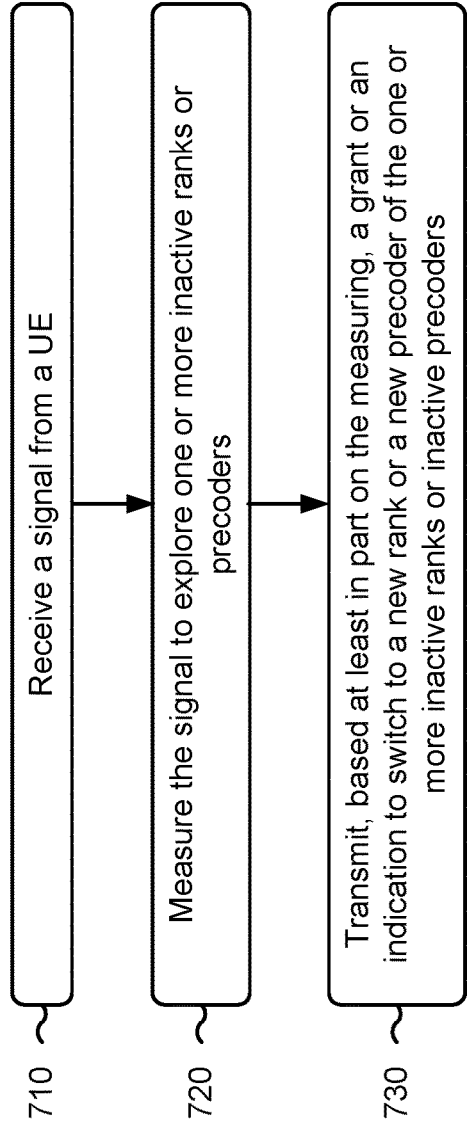 710
Receive a signal from a UE
720
Measure the signal to explore one or more inactive ranks or
precoders
730
Transmit, based at least in part on the measuring, a grant or an
indication to switch to a new rank or a new precoder of the one or
more inactive ranks or inactive precoders